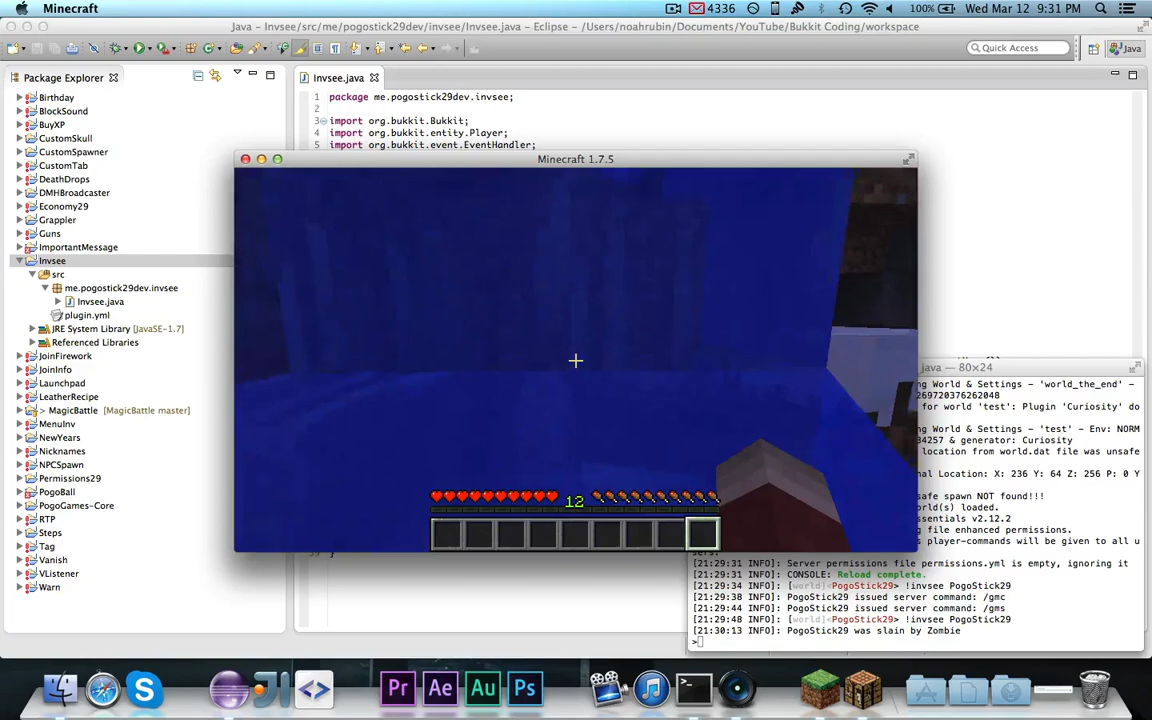 Minecraft
4336
100%
Wed Mar 12 9:31 PM
Java – Invsee/src/me/pogostick29dev/invsee/Invsee.java – Eclipse – /Users/noahrubin/Documents/YouTube/Bukkit Coding/workspace
Quick Access
Java
Package Explorer
Invsee.java
Birthday
BlockSound
BuyXP
CustomSkull
CustomSpawner
CustomTab
DeathDrops
DMHBroadcaster
Economy29
Grappler
Guns
ImportantMessage
Invsee
src
me.pogostick29dev.invsee
Invsee.java
plugin.yml
JRE System Library [JavaSE-1.7]
Referenced Libraries
JoinFirework
JoinInfo
Launchpad
LeatherRecipe
> MagicBattle [MagicBattle master]
MenuInv
NewYears
Nicknames
NPCSpawn
Permissions29
PogoBall
PogoGames-Core
RTP
Steps
Tag
Vanish
VListener
Warn
1 package me.pogostick29dev.invsee;
2
3 import org.bukkit.Bukkit;
4 import org.bukkit.entity.Player;
5 import org.bukkit.event.EventHandler;
Minecraft 1.7.5
12
java — 80×24
ng World & Settings - 'world_the_end' -
269720376262048
for world 'test': Plugin 'Curiosity' do
ng World & Settings - 'test' - Env: NORM
34257 & generator: Curiosity
location from world.dat file was unsafe
nal Location: X: 236 Y: 64 Z: 256 P: 0 Y
safe spawn NOT found!!!
orld(s) loaded.
ssentials v2.12.2
ng file enhanced permissions.
s player-commands will be given to all u
sers.
[21:29:31 INFO]: Server permissions file permissions.yml is empty, ignoring it
[21:29:31 INFO]: CONSOLE: Reload complete.
[21:29:34 INFO]: [world]<PogoStick29> !invsee PogoStick29
[21:29:38 INFO]: PogoStick29 issued server command: /gmc
[21:29:44 INFO]: PogoStick29 issued server command: /gms
[21:29:48 INFO]: [world]<PogoStick29> !invsee PogoStick29
[21:30:13 INFO]: PogoStick29 was slain by Zombie
>
Pr
Ae
Au
Ps